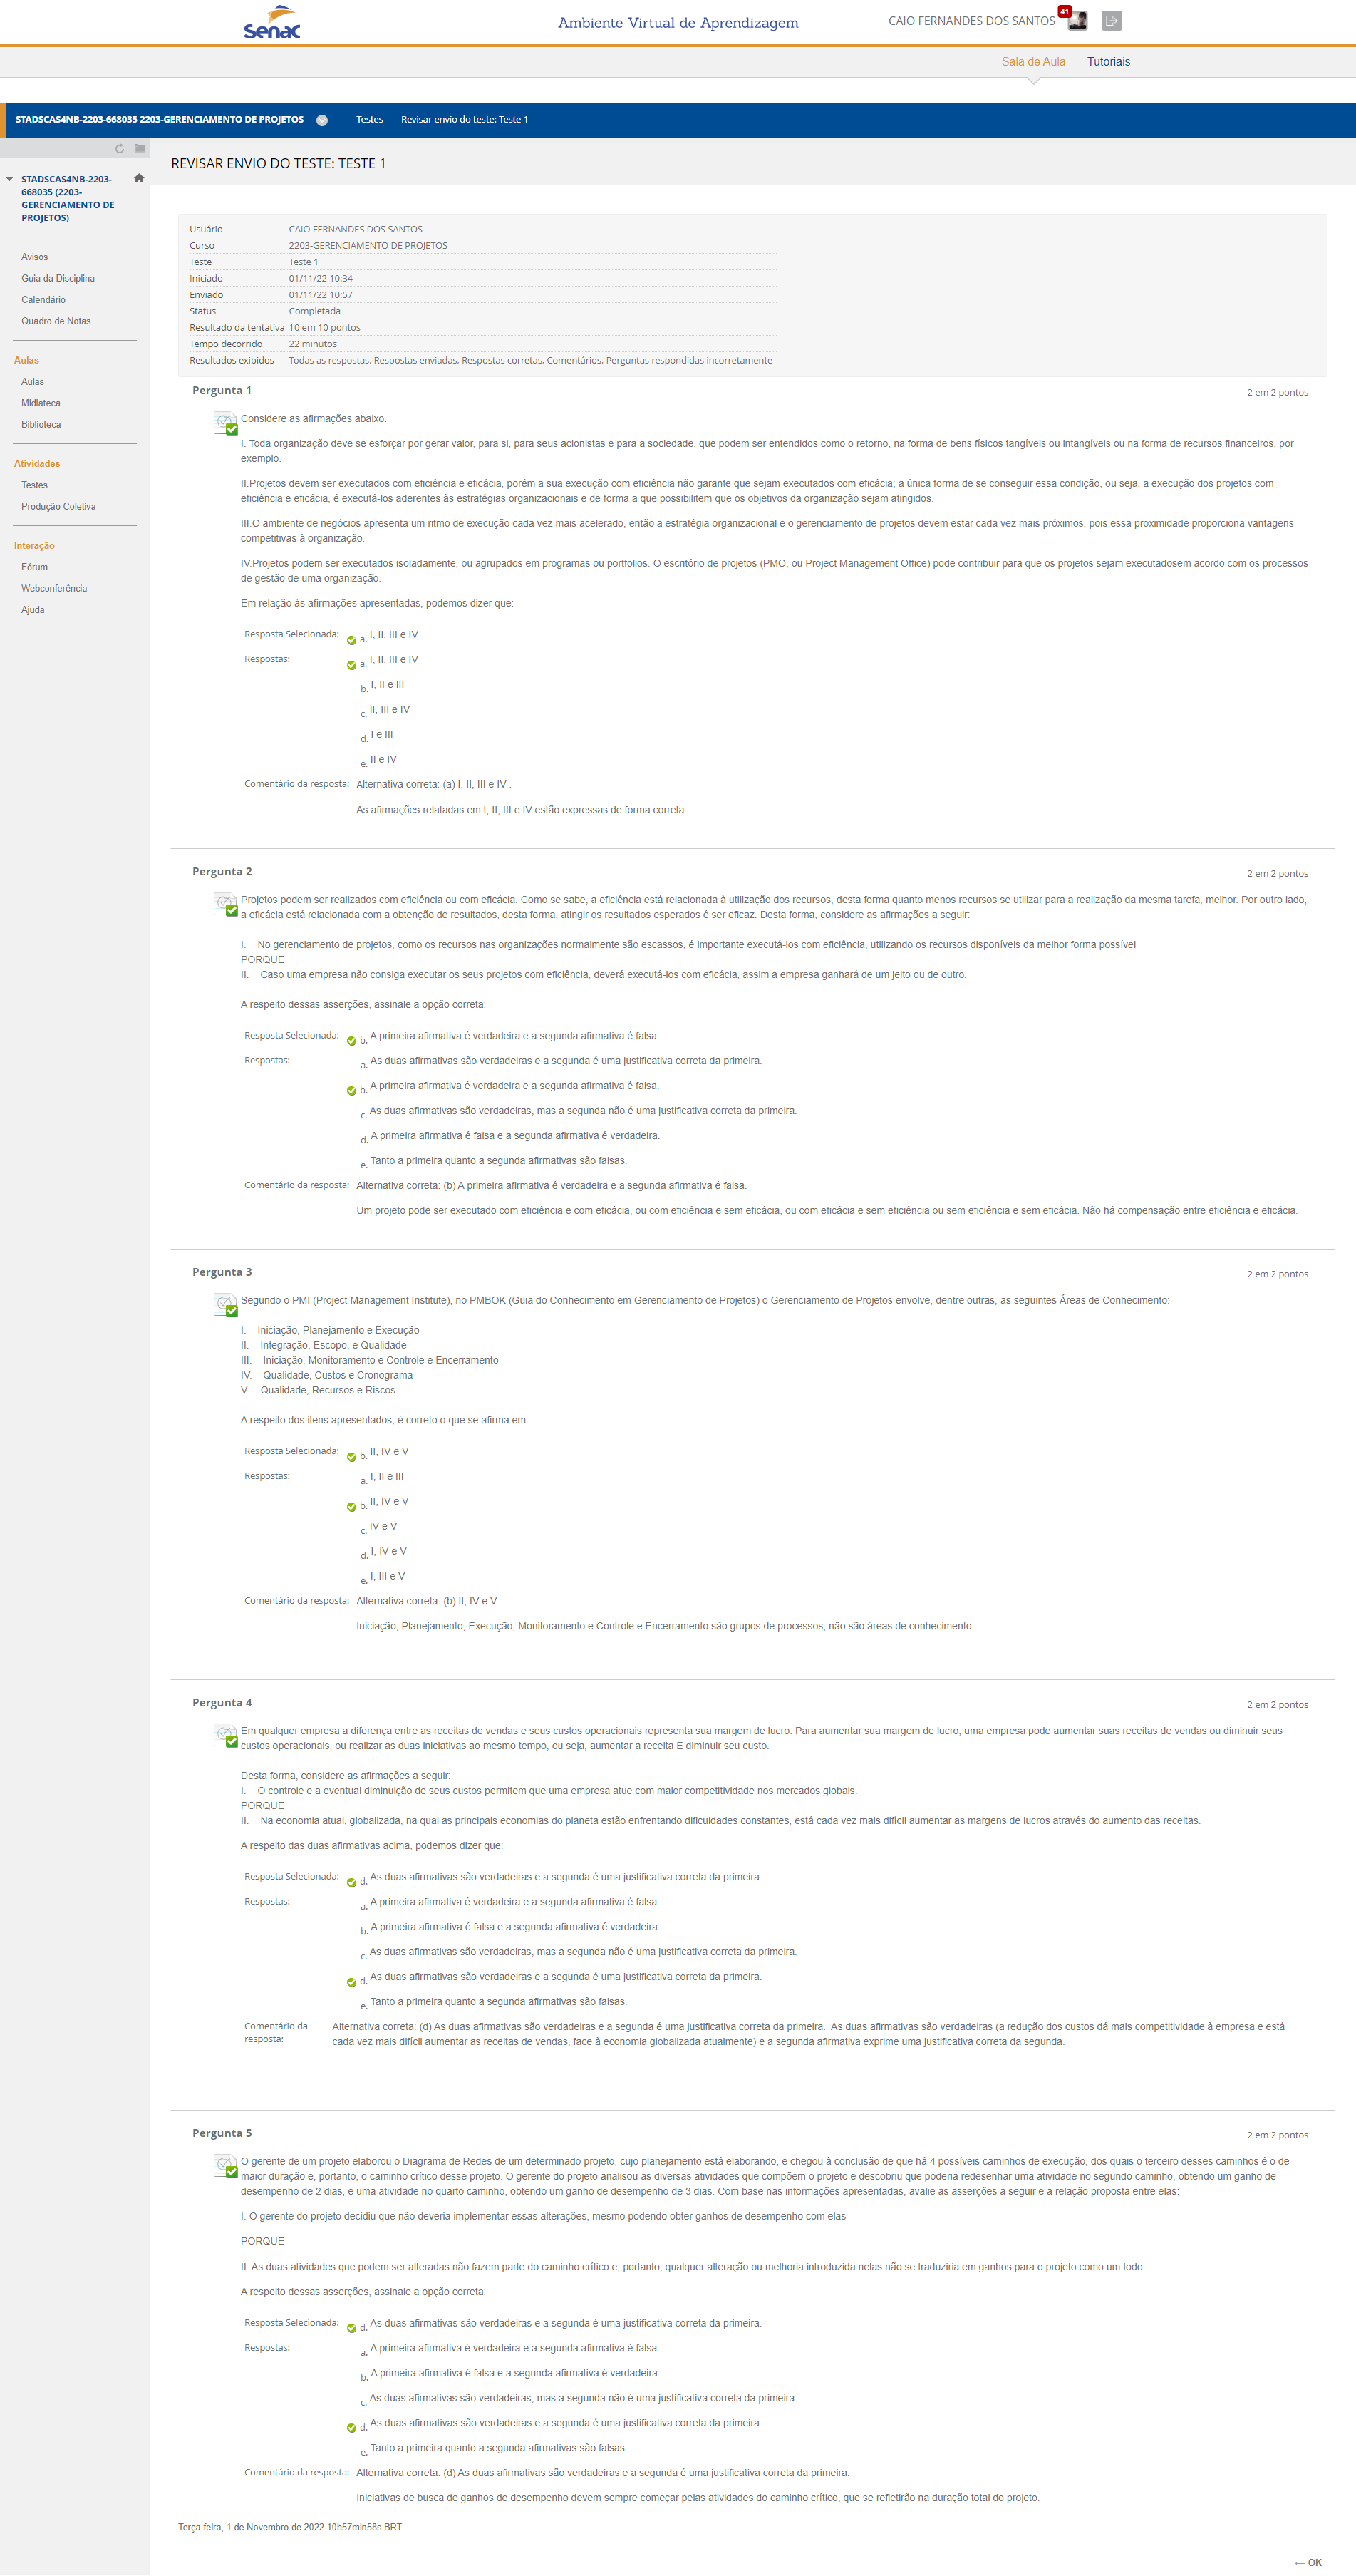 senac
Ambiente Virtual de Aprendizagem
CAIO FERNANDES DOS SANTOS
41
Sala de Aula
Tutoriais
STADSCAS4NB-2203-668035 2203-GERENCIAMENTO DE PROJETOS
Testes
Revisar envio do teste: Teste 1
REVISAR ENVIO DO TESTE: TESTE 1
STADSCAS4NB-2203-
668035 (2203-
GERENCIAMENTO DE
PROJETOS)
Avisos
Guia da Disciplina
Calendário
Quadro de Notas
Aulas
Aulas
Midiateca
Biblioteca
Atividades
Testes
Produção Coletiva
Interação
Fórum
Webconferência
Ajuda
Usuário CAIO FERNANDES DOS SANTOS
Curso 2203-GERENCIAMENTO DE PROJETOS
Teste Teste 1
Iniciado 01/11/22 10:34
Enviado 01/11/22 10:57
Status Completada
Resultado da tentativa 10 em 10 pontos
Tempo decorrido 22 minutos
Resultados exibidos Todas as respostas, Respostas enviadas, Respostas corretas, Comentários, Perguntas respondidas incorretamente
Pergunta 1 2 em 2 pontos
Considere as afirmações abaixo.
I. Toda organização deve se esforçar por gerar valor, para si, para seus acionistas e para a sociedade, que podem ser entendidos como o retorno, na forma de bens físicos tangíveis ou intangíveis ou na forma de recursos financeiros, por
exemplo.
II.Projetos devem ser executados com eficiência e eficácia, porém a sua execução com eficiência não garante que sejam executados com eficácia; a única forma de se conseguir essa condição, ou seja, a execução dos projetos com
eficiência e eficácia, é executá-los aderentes às estratégias organizacionais e de forma a que possibilitem que os objetivos da organização sejam atingidos.
III.O ambiente de negócios apresenta um ritmo de execução cada vez mais acelerado, então a estratégia organizacional e o gerenciamento de projetos devem estar cada vez mais próximos, pois essa proximidade proporciona vantagens
competitivas à organização.
IV.Projetos podem ser executados isoladamente, ou agrupados em programas ou portfolios. O escritório de projetos (PMO, ou Project Management Office) pode contribuir para que os projetos sejam executadosem acordo com os processos
de gestão de uma organização.
Em relação às afirmações apresentadas, podemos dizer que:
Resposta Selecionada: a. I, II, III e IV
Respostas: a. I, II, III e IV
b. I, II e III
c. II, III e IV
d. I e III
e. II e IV
Comentário da resposta: Alternativa correta: (a) I, II, III e IV .
As afirmações relatadas em I, II, III e IV estão expressas de forma correta.
Pergunta 2 2 em 2 pontos
Projetos podem ser realizados com eficiência ou com eficácia. Como se sabe, a eficiência está relacionada à utilização dos recursos, desta forma quanto menos recursos se utilizar para a realização da mesma tarefa, melhor. Por outro lado,
a eficácia está relacionada com a obtenção de resultados, desta forma, atingir os resultados esperados é ser eficaz. Desta forma, considere as afirmações a seguir:
I. No gerenciamento de projetos, como os recursos nas organizações normalmente são escassos, é importante executá-los com eficiência, utilizando os recursos disponíveis da melhor forma possível
PORQUE
II. Caso uma empresa não consiga executar os seus projetos com eficiência, deverá executá-los com eficácia, assim a empresa ganhará de um jeito ou de outro.
A respeito dessas asserções, assinale a opção correta:
Resposta Selecionada: b. A primeira afirmativa é verdadeira e a segunda afirmativa é falsa.
Respostas: a. As duas afirmativas são verdadeiras e a segunda é uma justificativa correta da primeira.
b. A primeira afirmativa é verdadeira e a segunda afirmativa é falsa.
c. As duas afirmativas são verdadeiras, mas a segunda não é uma justificativa correta da primeira.
d. A primeira afirmativa é falsa e a segunda afirmativa é verdadeira.
e. Tanto a primeira quanto a segunda afirmativas são falsas.
Comentário da resposta: Alternativa correta: (b) A primeira afirmativa é verdadeira e a segunda afirmativa é falsa.
Um projeto pode ser executado com eficiência e com eficácia, ou com eficiência e sem eficácia, ou com eficácia e sem eficiência ou sem eficiência e sem eficácia. Não há compensação entre eficiência e eficácia.
Pergunta 3 2 em 2 pontos
Segundo o PMI (Project Management Institute), no PMBOK (Guia do Conhecimento em Gerenciamento de Projetos) o Gerenciamento de Projetos envolve, dentre outras, as seguintes Áreas de Conhecimento:
I. Iniciação, Planejamento e Execução
II. Integração, Escopo, e Qualidade
III. Iniciação, Monitoramento e Controle e Encerramento
IV. Qualidade, Custos e Cronograma
V. Qualidade, Recursos e Riscos
A respeito dos itens apresentados, é correto o que se afirma em:
Resposta Selecionada: b. II, IV e V
Respostas: a. I, II e III
b. II, IV e V
c. IV e V
d. I, IV e V
e. I, III e V
Comentário da resposta: Alternativa correta: (b) II, IV e V.
Iniciação, Planejamento, Execução, Monitoramento e Controle e Encerramento são grupos de processos, não são áreas de conhecimento.
Pergunta 4 2 em 2 pontos
Em qualquer empresa a diferença entre as receitas de vendas e seus custos operacionais representa sua margem de lucro. Para aumentar sua margem de lucro, uma empresa pode aumentar suas receitas de vendas ou diminuir seus
custos operacionais, ou realizar as duas iniciativas ao mesmo tempo, ou seja, aumentar a receita E diminuir seu custo.
Desta forma, considere as afirmações a seguir:
I. O controle e a eventual diminuição de seus custos permitem que uma empresa atue com maior competitividade nos mercados globais.
PORQUE
II. Na economia atual, globalizada, na qual as principais economias do planeta estão enfrentando dificuldades constantes, está cada vez mais difícil aumentar as margens de lucros através do aumento das receitas.
A respeito das duas afirmativas acima, podemos dizer que:
Resposta Selecionada: d. As duas afirmativas são verdadeiras e a segunda é uma justificativa correta da primeira.
Respostas: a. A primeira afirmativa é verdadeira e a segunda afirmativa é falsa.
b. A primeira afirmativa é falsa e a segunda afirmativa é verdadeira.
c. As duas afirmativas são verdadeiras, mas a segunda não é uma justificativa correta da primeira.
d. As duas afirmativas são verdadeiras e a segunda é uma justificativa correta da primeira.
e. Tanto a primeira quanto a segunda afirmativas são falsas.
Comentário da
resposta:
Alternativa correta: (d) As duas afirmativas são verdadeiras e a segunda é uma justificativa correta da primeira. As duas afirmativas são verdadeiras (a redução dos custos dá mais competitividade à empresa e está
cada vez mais difícil aumentar as receitas de vendas, face à economia globalizada atualmente) e a segunda afirmativa exprime uma justificativa correta da segunda.
Pergunta 5 2 em 2 pontos
O gerente de um projeto elaborou o Diagrama de Redes de um determinado projeto, cujo planejamento está elaborando, e chegou à conclusão de que há 4 possíveis caminhos de execução, dos quais o terceiro desses caminhos é o de
maior duração e, portanto, o caminho crítico desse projeto. O gerente do projeto analisou as diversas atividades que compõem o projeto e descobriu que poderia redesenhar uma atividade no segundo caminho, obtendo um ganho de
desempenho de 2 dias, e uma atividade no quarto caminho, obtendo um ganho de desempenho de 3 dias. Com base nas informações apresentadas, avalie as asserções a seguir e a relação proposta entre elas:
I. O gerente do projeto decidiu que não deveria implementar essas alterações, mesmo podendo obter ganhos de desempenho com elas
PORQUE
II. As duas atividades que podem ser alteradas não fazem parte do caminho crítico e, portanto, qualquer alteração ou melhoria introduzida nelas não se traduziria em ganhos para o projeto como um todo.
A respeito dessas asserções, assinale a opção correta:
Resposta Selecionada: d. As duas afirmativas são verdadeiras e a segunda é uma justificativa correta da primeira.
Respostas: a. A primeira afirmativa é verdadeira e a segunda afirmativa é falsa.
b. A primeira afirmativa é falsa e a segunda afirmativa é verdadeira.
c. As duas afirmativas são verdadeiras, mas a segunda não é uma justificativa correta da primeira.
d. As duas afirmativas são verdadeiras e a segunda é uma justificativa correta da primeira.
e. Tanto a primeira quanto a segunda afirmativas são falsas.
Comentário da resposta: Alternativa correta: (d) As duas afirmativas são verdadeiras e a segunda é uma justificativa correta da primeira.
Iniciativas de busca de ganhos de desempenho devem sempre começar pelas atividades do caminho crítico, que se refletirão na duração total do projeto.
Terça-feira, 1 de Novembro de 2022 10h57min58s BRT
← OK